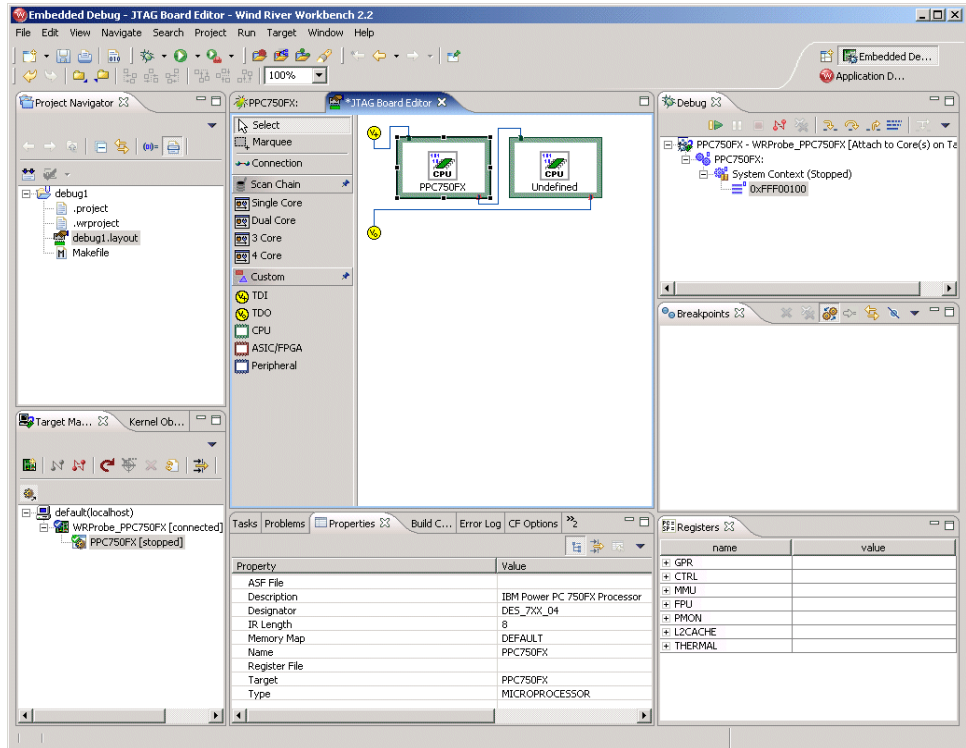 Embedded Debug - JTAG Board Editor - Wind River Workbench 2.2
File Edit View Navigate Search Project Run Target Window Help
100%
Embedded De...
Application D...
Project Navigator
debug1
.project
.wrproject
debug1.layout
Makefile
PPC750FX:
*JTAG Board Editor
Select
Marquee
Connection
Scan Chain
Single Core
Dual Core
3 Core
4 Core
Custom
TDI
TDO
CPU
ASIC/FPGA
Peripheral
CPU
PPC750FX
CPU
Undefined
Debug
PPC750FX - WRProbe_PPC750FX [Attach to Core(s) on Ta
PPC750FX:
System Context (Stopped)
0xFFF00100
Breakpoints
Target Ma... Kernel Ob...
default(localhost)
WRProbe_PPC750FX [connected]
PPC750FX [stopped]
Tasks Problems Properties Build C... Error Log CF Options »2
Property Value
ASF File
Description IBM Power PC 750FX Processor
Designator DES_7XX_04
IR Length 8
Memory Map DEFAULT
Name PPC750FX
Register File
Target PPC750FX
Type MICROPROCESSOR
Registers
name value
GPR
CTRL
MMU
FPU
PMON
L2CACHE
THERMAL